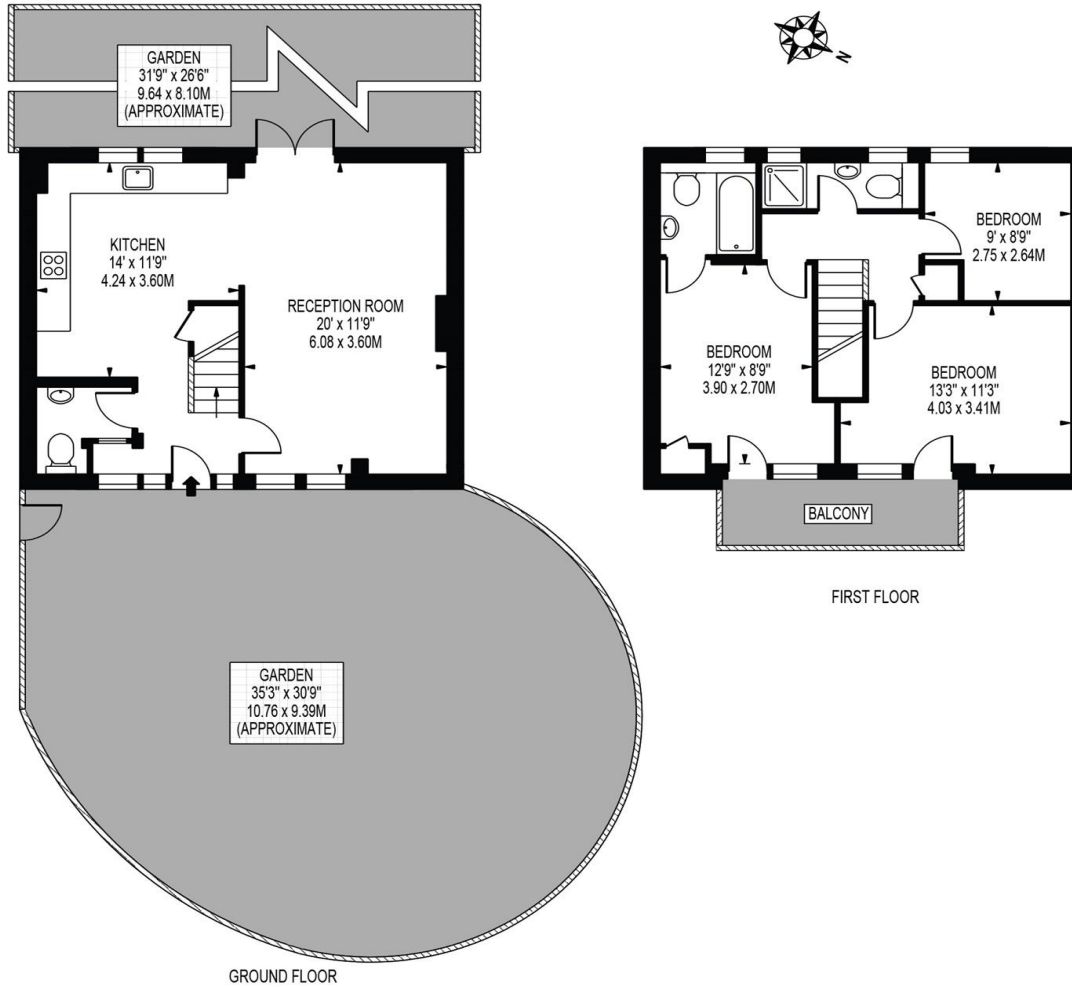 GARDEN
31'9" x 26'6"
9.64 x 8.10M
(APPROXIMATE)
N
KITCHEN
14' x 11'9"
4.24 x 3.60M
RECEPTION ROOM
20' x 11'9"
6.08 x 3.60M
BEDROOM
9' x 8'9"
2.75 x 2.64M
BEDROOM
12'9" x 8'9"
3.90 x 2.70M
BEDROOM
13'3" x 11'3"
4.03 x 3.41M
BALCONY
FIRST FLOOR
GARDEN
35'3" x 30'9"
10.76 x 9.39M
(APPROXIMATE)
GROUND FLOOR